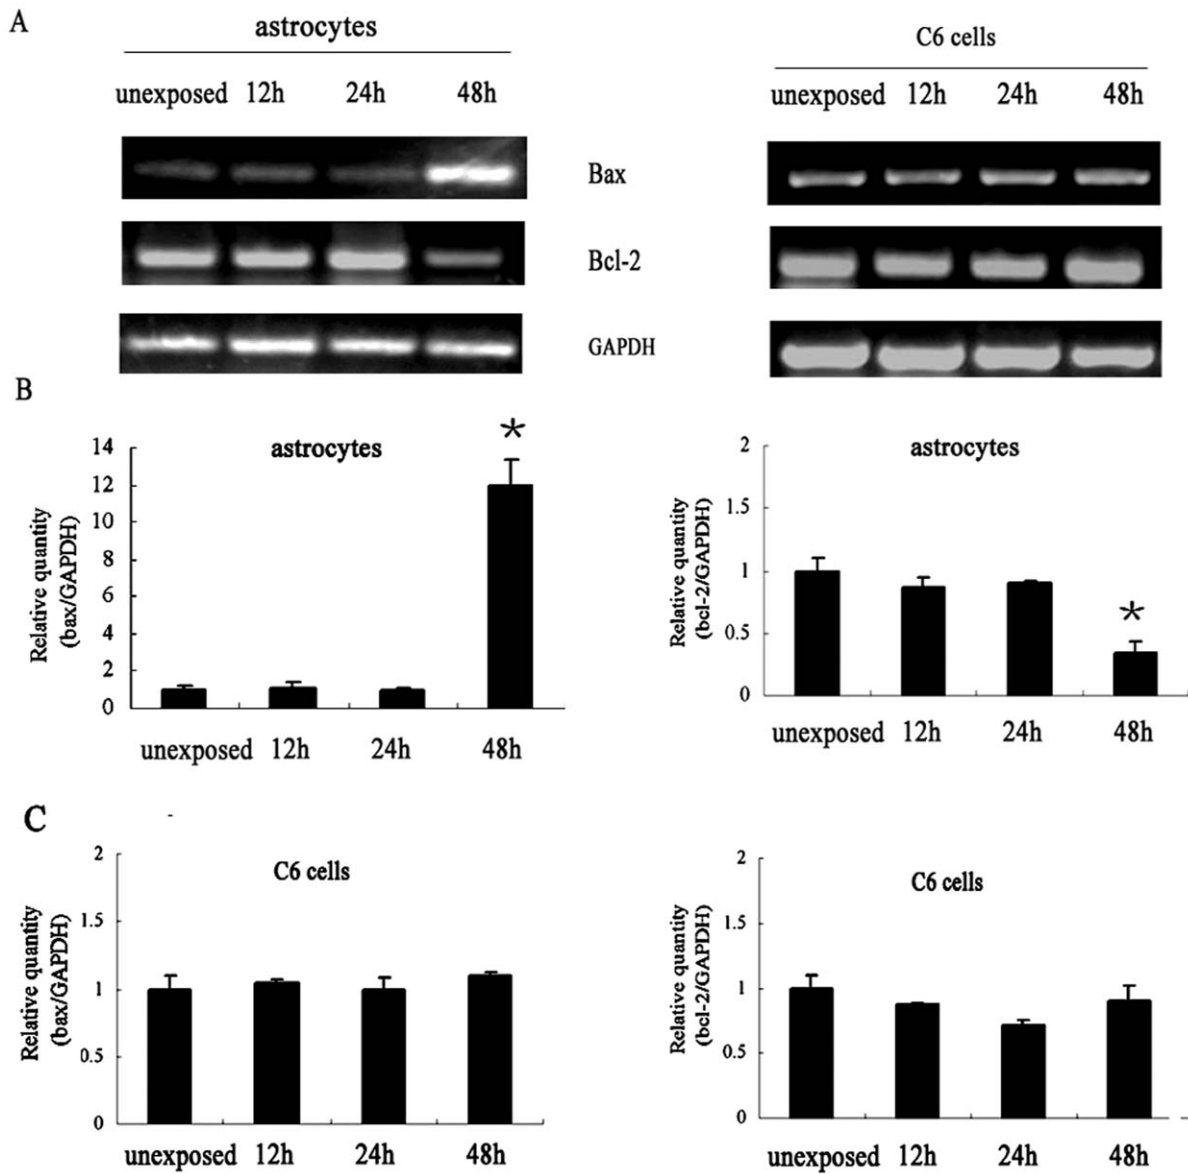 A
astrocytes
C6 cells
unexposed 12h 24h 48h
unexposed 12h 24h 48h
Bax
Bcl-2
GAPDH
B
astrocytes
*
Relative quantity
(bax/GAPDH)
14
12
10
8
6
4
2
0
unexposed 12h 24h 48h
astrocytes
*
Relative quantity
(bcl-2/GAPDH)
2
1.5
1
0.5
0
unexposed 12h 24h 48h
C
C6 cells
Relative quantity
(bax/GAPDH)
2
1.5
1
0.5
0
unexposed 12h 24h 48h
C6 cells
Relative quantity
(bcl-2/GAPDH)
2
1.5
1
0.5
0
unexposed 12h 24h 48h